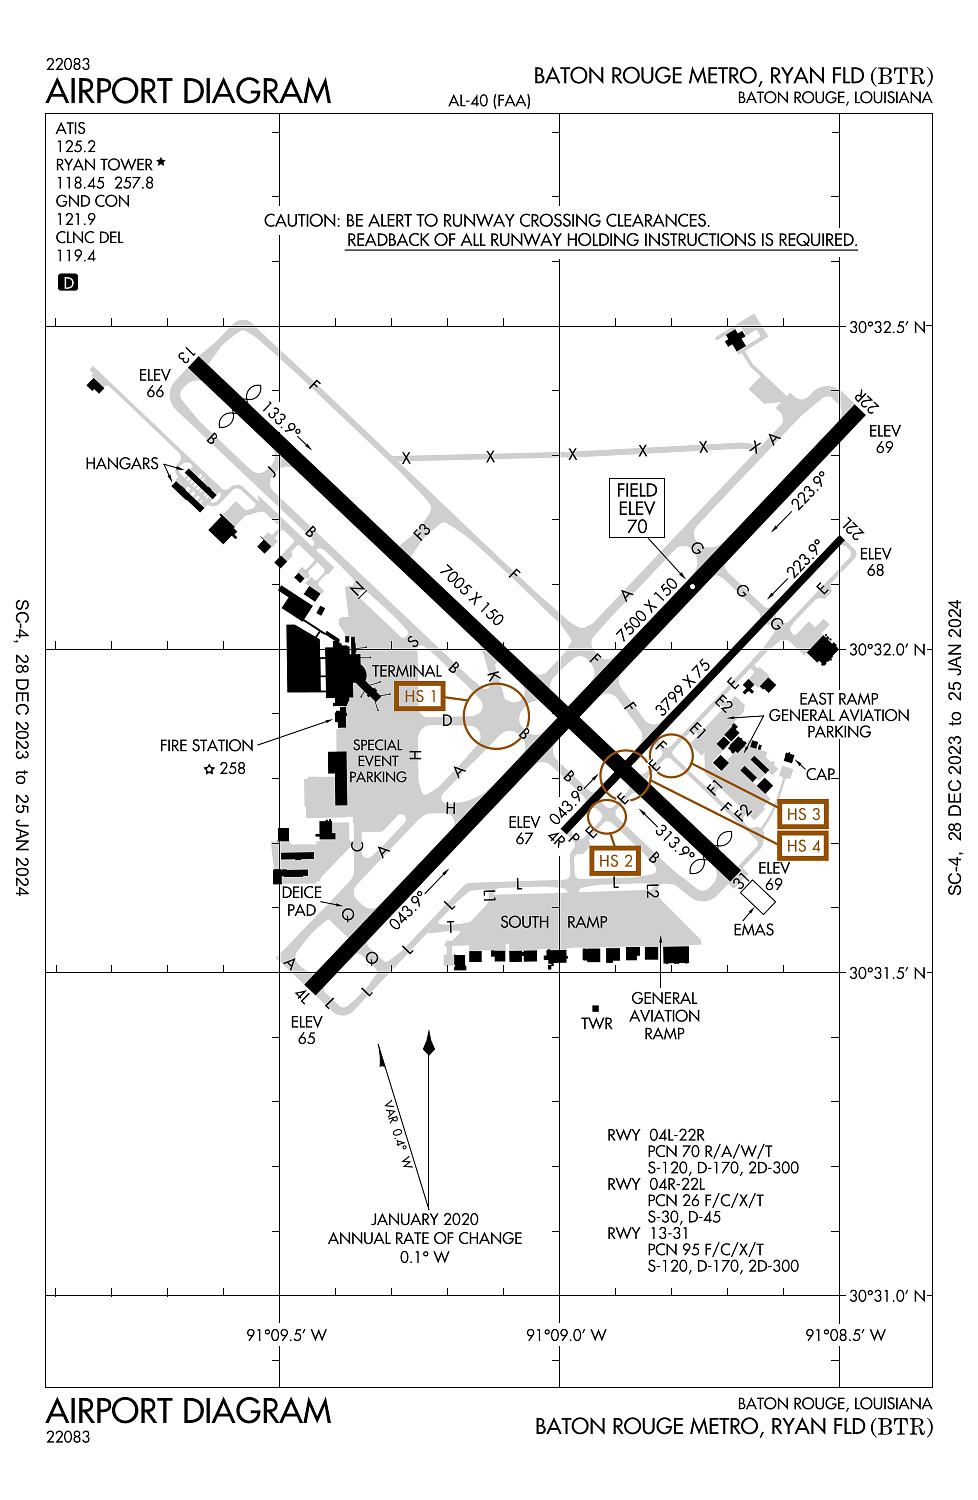 22083
AIRPORT DIAGRAM
AL-40 (FAA)
BATON ROUGE METRO, RYAN FLD (BTR)
BATON ROUGE, LOUISIANA
ATIS
125.2
RYAN TOWER
118.45 257.8
GND CON
121.9
CLNC DEL
119.4
D
CAUTION: BE ALERT TO RUNWAY CROSSING CLEARANCES.
READBACK OF ALL RUNWAY HOLDING INSTRUCTIONS IS REQUIRED.
30°32.5' N
13
ELEV
66
F
133.9°
B
J
HANGARS
X
X
X
X
X
X
A
22R
ELEV
69
FIELD
ELEV
70
223.9°
22L
ELEV
68
223.9°
B
F3
F
G
G
G
E
N
7005 X 150
7500 X 150
A
30°32.0' N
S
B
K
F
TERMINAL
HS 1
D
B
3799 X 75
F
E
E2
E1
EAST RAMP
GENERAL AVIATION
PARKING
FIRE STATION
258
SPECIAL
EVENT
PARKING
H
A
H
B
F
E
E
F1
F2
CAP
HS 3
HS 4
HS 2
043.9°
ELEV
67
4R
P
E
B
313.9°
31
ELEV
69
EMAS
C
A
DEICE
PAD
Q
Q
043.9°
L
L
L
L
L
L
L1
L2
T
SOUTH RAMP
A
4L
ELEV
65
30°31.5' N
TWR
GENERAL
AVIATION
RAMP
VAR 0.4° W
JANUARY 2020
ANNUAL RATE OF CHANGE
0.1° W
RWY 04L-22R
PCN 70 R/A/W/T
S-120, D-170, 2D-300
RWY 04R-22L
PCN 26 F/C/X/T
S-30, D-45
RWY 13-31
PCN 95 F/C/X/T
S-120, D-170, 2D-300
30°31.0' N
91°09.5' W
91°09.0' W
91°08.5' W
SC-4, 28 DEC 2023 to 25 JAN 2024
SC-4, 28 DEC 2023 to 25 JAN 2024
AIRPORT DIAGRAM
22083
BATON ROUGE, LOUISIANA
BATON ROUGE METRO, RYAN FLD (BTR)